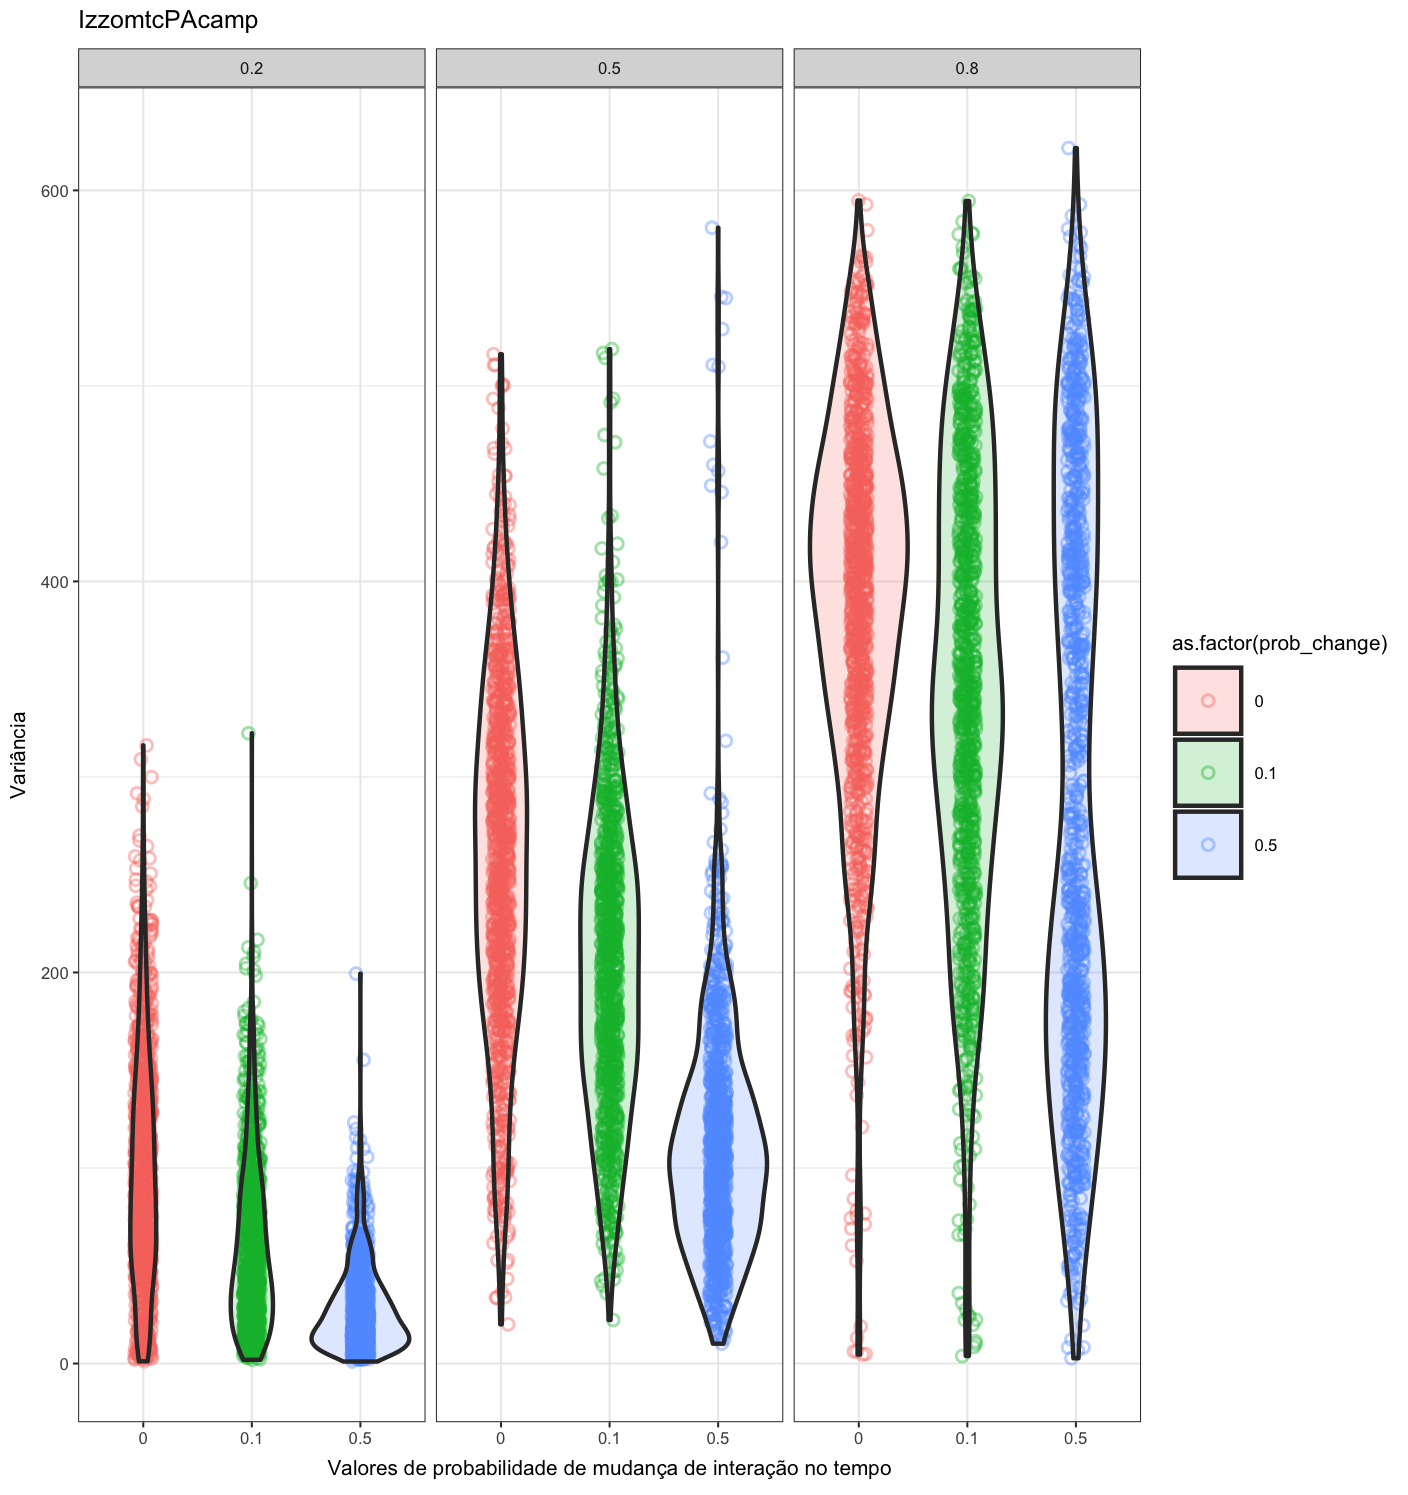 IzzomtcPAcamp
0.2 0.5 0.8
600
400
200
0
Variância
0 0.1 0.5 0 0.1 0.5 0 0.1 0.5
Valores de probabilidade de mudança de interação no tempo
as.factor(prob_change)
0
0.1
0.5